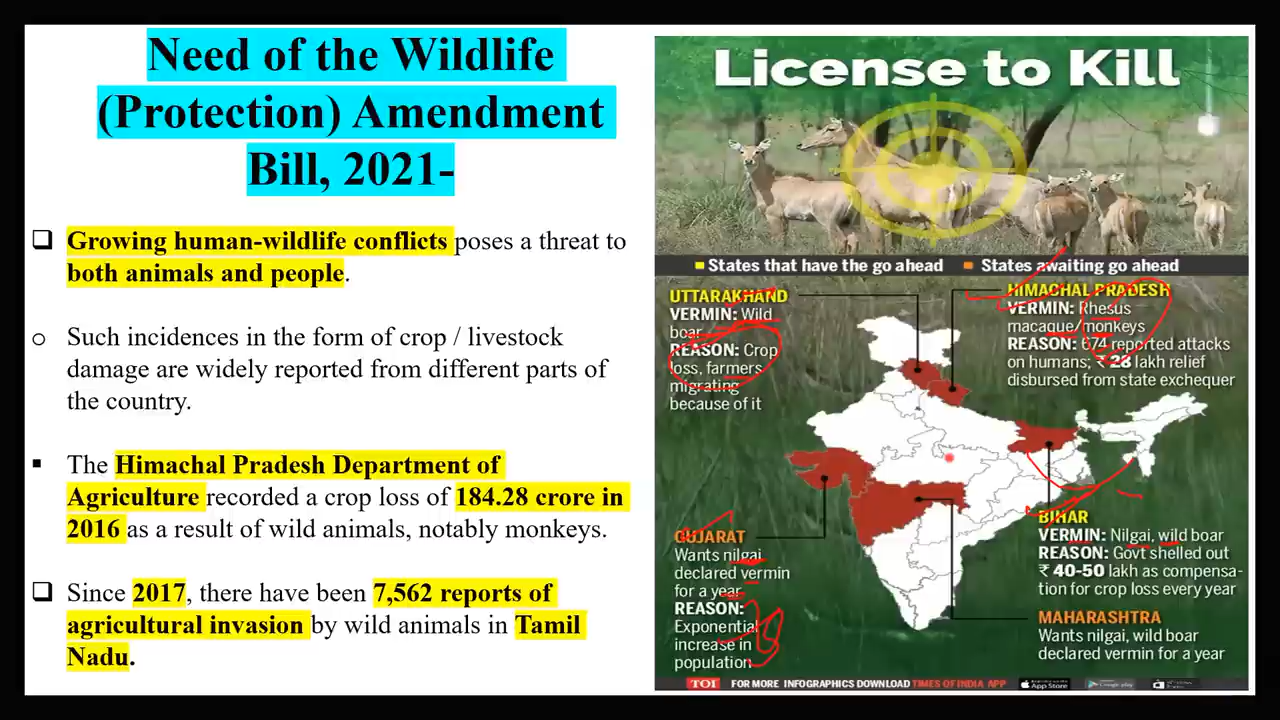 Need of the Wildlife
(Protection) Amendment
Bill, 2021-
❑ Growing human-wildlife conflicts poses a threat to
both animals and people.
o Such incidences in the form of crop / livestock
damage are widely reported from different parts of
the country.
▪ The Himachal Pradesh Department of
Agriculture recorded a crop loss of 184.28 crore in
2016 as a result of wild animals, notably monkeys.
❑ Since 2017, there have been 7,562 reports of
agricultural invasion by wild animals in Tamil
Nadu.
License to Kill
States that have the go ahead
States awaiting go ahead
UTTARAKHAND
VERMIN: Wild
boar
REASON: Crop
loss, farmers
migrating
because of it
HIMACHAL PRADESH
VERMIN: Rhesus
macaque/monkeys
REASON: 674 reported attacks
on humans; ₹ 28 lakh relief
disbursed from state exchequer
GUJARAT
Wants nilgai
declared vermin
for a year
REASON:
Exponential
increase in
population
BIHAR
VERMIN: Nilgai, wild boar
REASON: Govt shelled out
₹ 40-50 lakh as compensa-
tion for crop loss every year
MAHARASHTRA
Wants nilgai, wild boar
declared vermin for a year
TOI FOR MORE INFOGRAPHICS DOWNLOAD TIMES OF INDIA APP
App Store
Google play